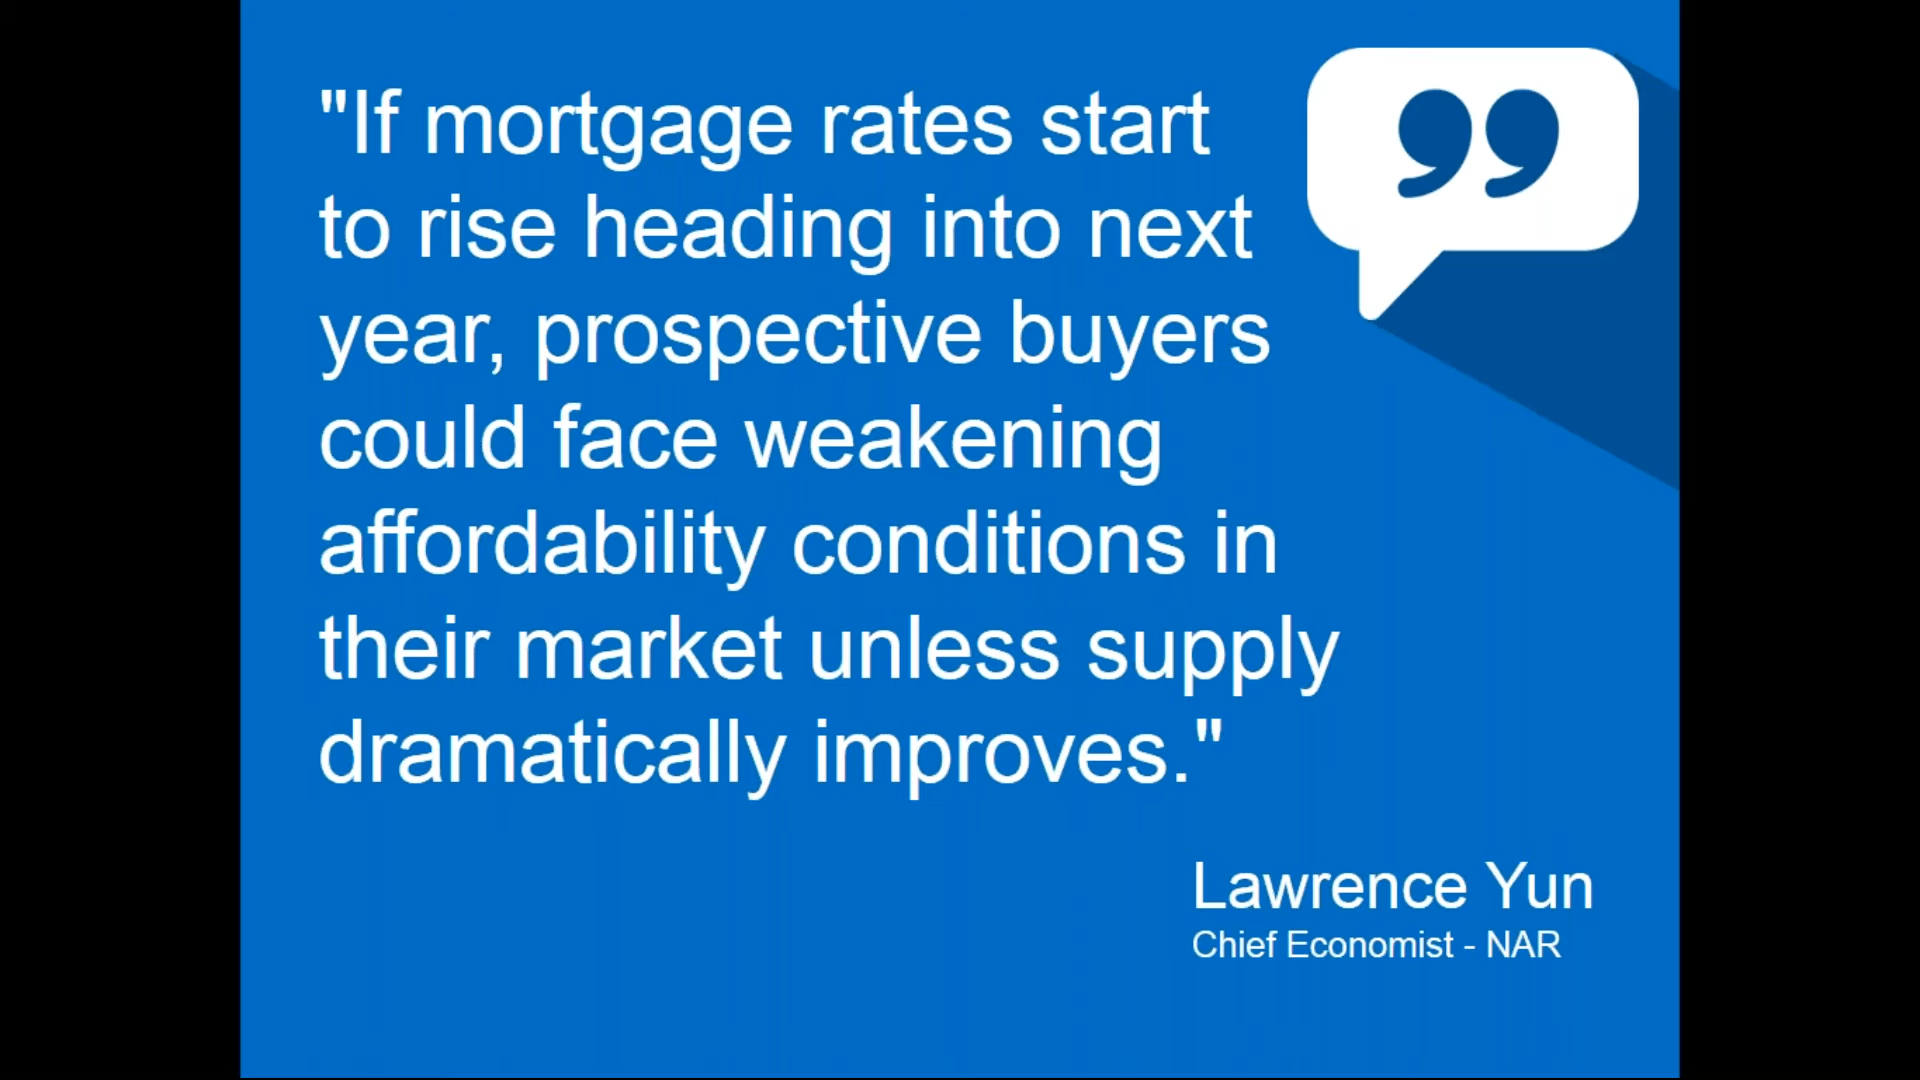 "If mortgage rates start
to rise heading into next
year, prospective buyers
could face weakening
affordability conditions in
their market unless supply
dramatically improves."
Lawrence Yun
Chief Economist - NAR